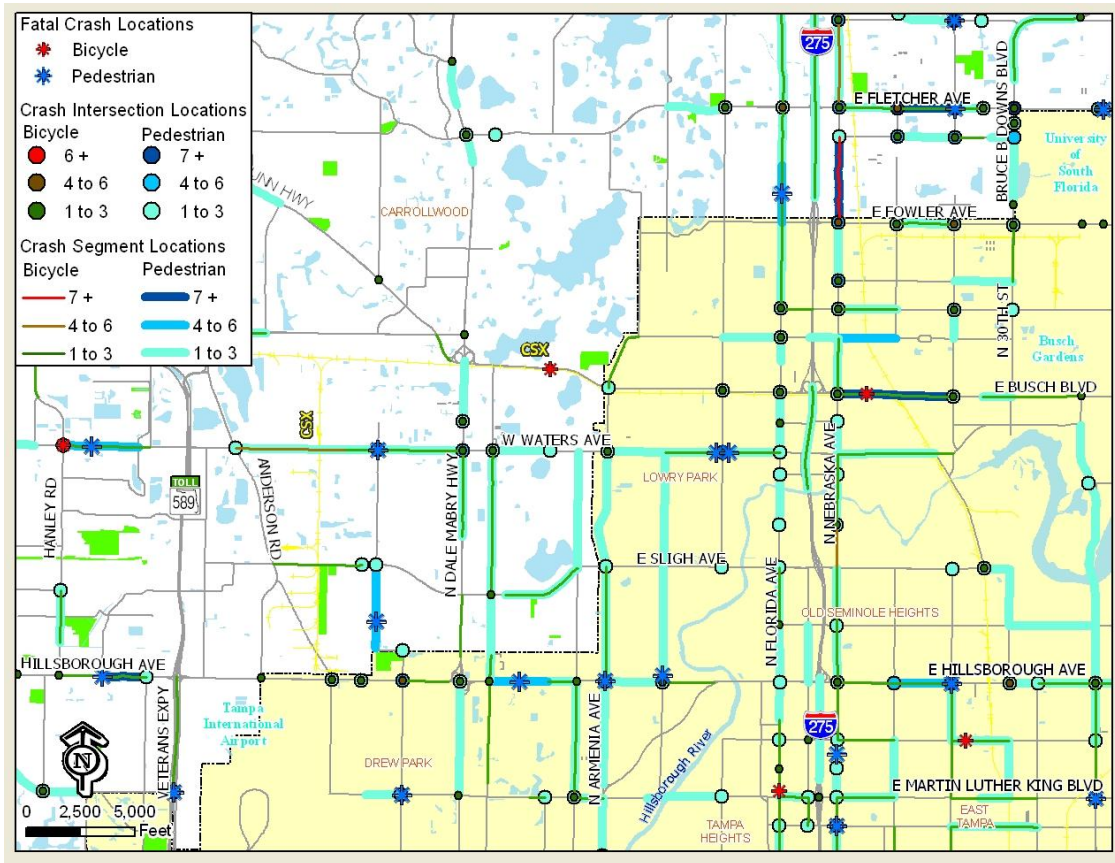 Fatal Crash Locations
Bicycle
Pedestrian
Crash Intersection Locations
Bicycle
Pedestrian
6 +
7 +
4 to 6
4 to 6
1 to 3
1 to 3
Crash Segment Locations
Bicycle
Pedestrian
7 +
7 +
4 to 6
4 to 6
1 to 3
1 to 3
275
BRUCE B DOWNS BLVD
E FLETCHER AVE
University
of
South
Florida
UNN HWY
CARROLLWOOD
E FOWLER AVE
N 30TH ST
CSX
Busch
Gardens
E BUSCH BLVD
CSX
W WATERS AVE
LOWRY PARK
TOLL
589
HANLEY RD
ANDERSON RD
N DALE MABRY HWY
N NEBRASKA AVE
E SLIGH AVE
N FLORIDA AVE
OLD SEMINOLE HEIGHTS
HILLSBOROUGH AVE
E HILLSBOROUGH AVE
Tampa
International
Airport
VETERANS EXPY
N ARMENIA AVE
Hillsborough River
275
DREW PARK
N
E MARTIN LUTHER KING BLVD
0 2,500 5,000
Feet
TAMPA
HEIGHTS
EAST
TAMPA